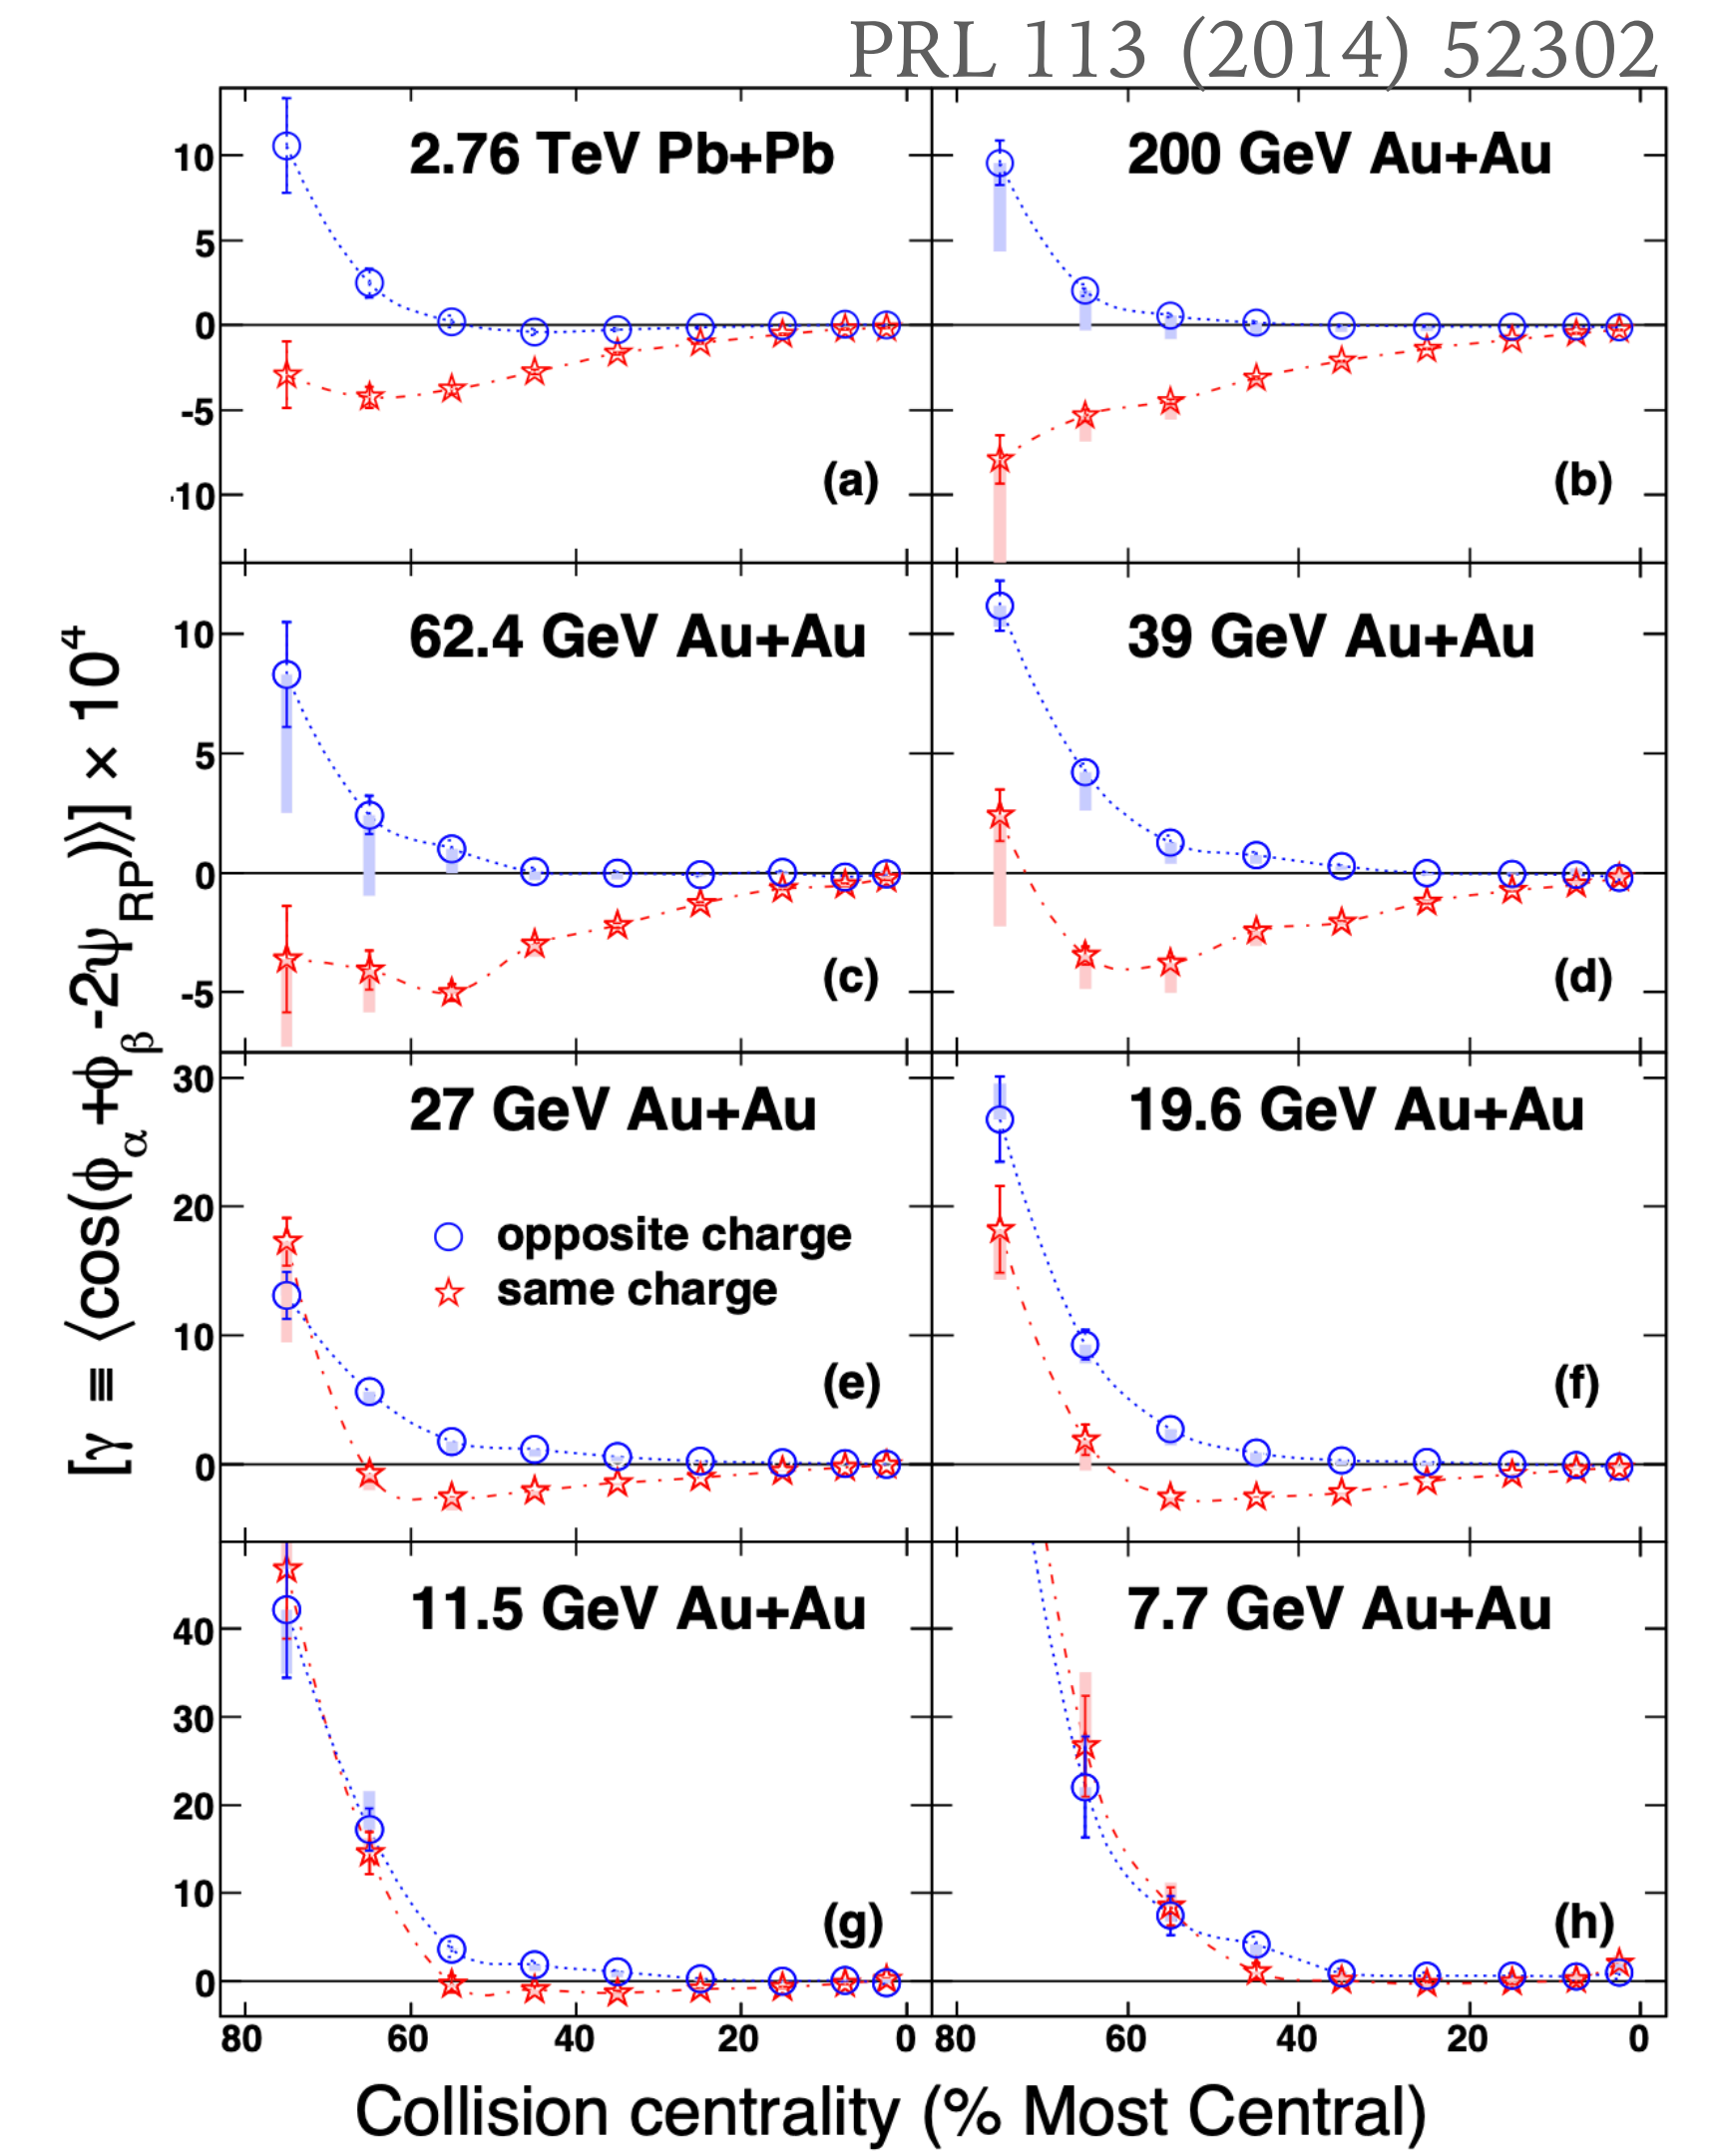 PRL 113 (2014) 52302
[γ ≡ ⟨cos(ϕα+ϕβ-2ψRP)⟩] × 10⁴
2.76 TeV Pb+Pb
10
5
0
-5
-10
(a)
200 GeV Au+Au
(b)
62.4 GeV Au+Au
10
5
0
-5
(c)
39 GeV Au+Au
(d)
27 GeV Au+Au
30
20
10
0
opposite charge
same charge
(e)
19.6 GeV Au+Au
(f)
11.5 GeV Au+Au
40
30
20
10
0
(g)
7.7 GeV Au+Au
(h)
80 60 40 20 0 80 60 40 20 0
Collision centrality (% Most Central)